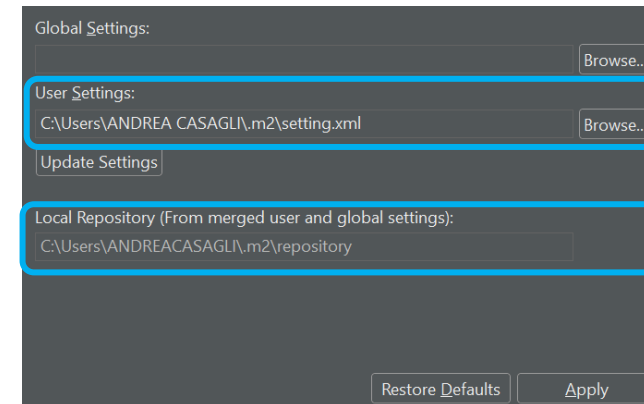 Global Settings:
Browse..
User Settings:
C:\Users\ANDREA CASAGLI\.m2\setting.xml
Browse..
Update Settings
Local Repository (From merged user and global settings):
C:\Users\ANDREACASAGLI\.m2\repository
Restore Defaults
Apply